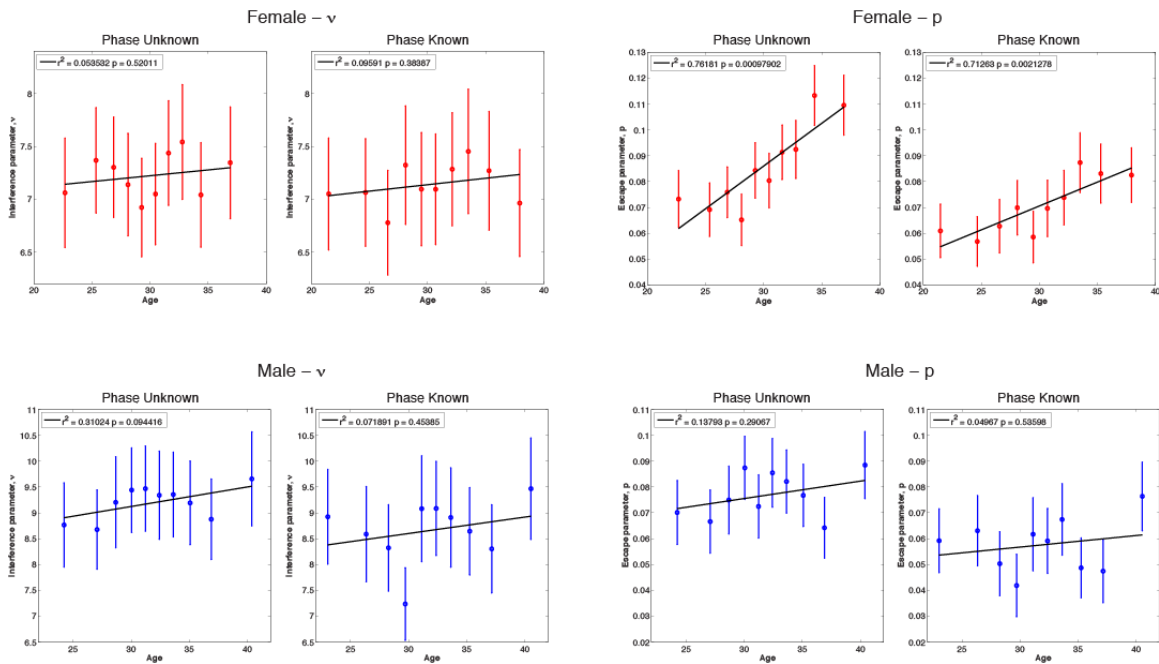 Female – ν
Female – p
Phase Unknown
Phase Known
Phase Unknown
Phase Known
r² = 0.053532 p = 0.52011
r² = 0.09591 p = 0.38387
r² = 0.76181 p = 0.00097902
r² = 0.71263 p = 0.0021278
Interference parameter, ν
8
7.5
7
6.5
20 25 30 35 40
Age
Interference parameter, ν
8
7.5
7
6.5
25 30 35 40
Age
Escape parameter, p
0.13
0.12
0.11
0.1
0.09
0.08
0.07
0.06
0.05
0.04
20 25 30 35 40
Age
Escape parameter, p
0.13
0.12
0.11
0.1
0.09
0.08
0.07
0.06
0.05
0.04
25 30 35 40
Age
Male – ν
Male – p
Phase Unknown
Phase Known
Phase Unknown
Phase Known
r² = 0.31024 p = 0.094416
r² = 0.071891 p = 0.45385
r² = 0.13793 p = 0.29067
r² = 0.04967 p = 0.53598
Interference parameter, ν
11
10.5
10
9.5
9
8.5
8
7.5
7
6.5
25 30 35 40
Age
Interference parameter, ν
11
10.5
10
9.5
9
8.5
8
7.5
7
6.5
25 30 35 40
Age
Escape parameter, p
0.11
0.1
0.09
0.08
0.07
0.06
0.05
0.04
0.03
0.02
25 30 35 40
Age
Escape parameter, p
0.11
0.1
0.09
0.08
0.07
0.06
0.05
0.04
0.03
0.02
25 30 35 40
Age